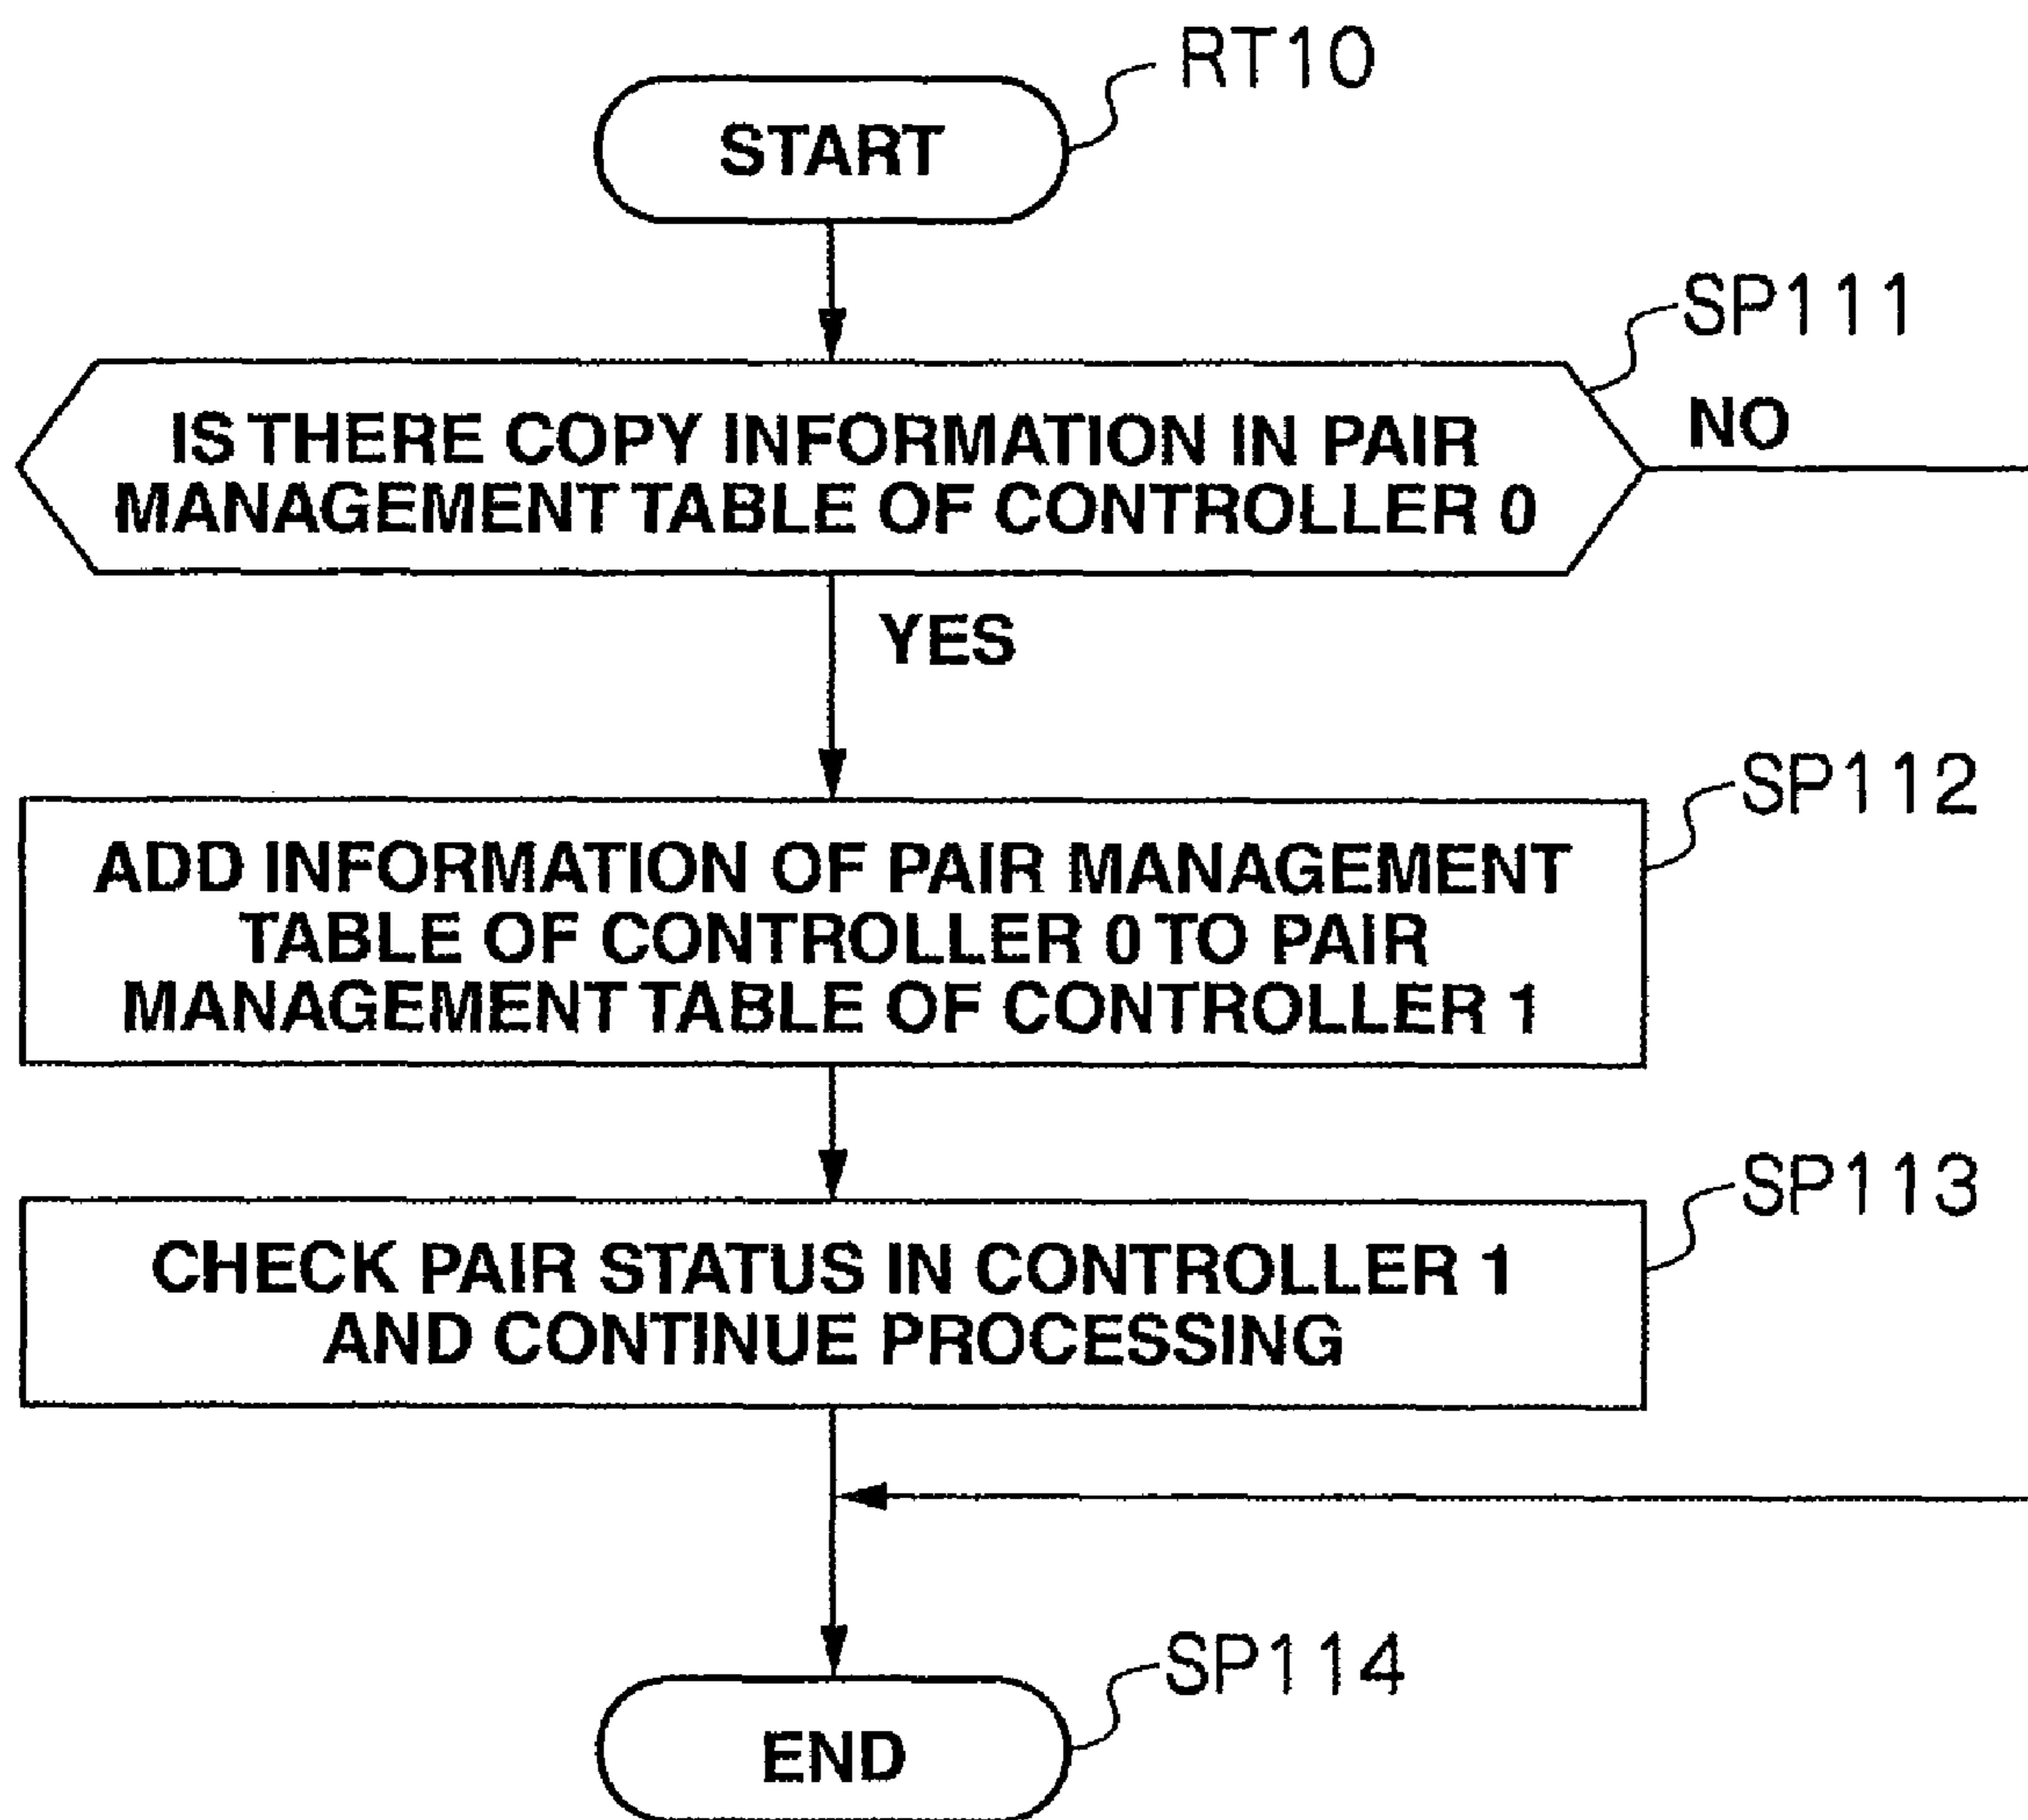 RT10
START
SP111
IS THERE COPY INFORMATION IN PAIR
MANAGEMENT TABLE OF CONTROLLER 0
NO
YES
SP112
ADD INFORMATION OF PAIR MANAGEMENT
TABLE OF CONTROLLER 0 TO PAIR
MANAGEMENT TABLE OF CONTROLLER 1
SP113
CHECK PAIR STATUS IN CONTROLLER 1
AND CONTINUE PROCESSING
SP114
END